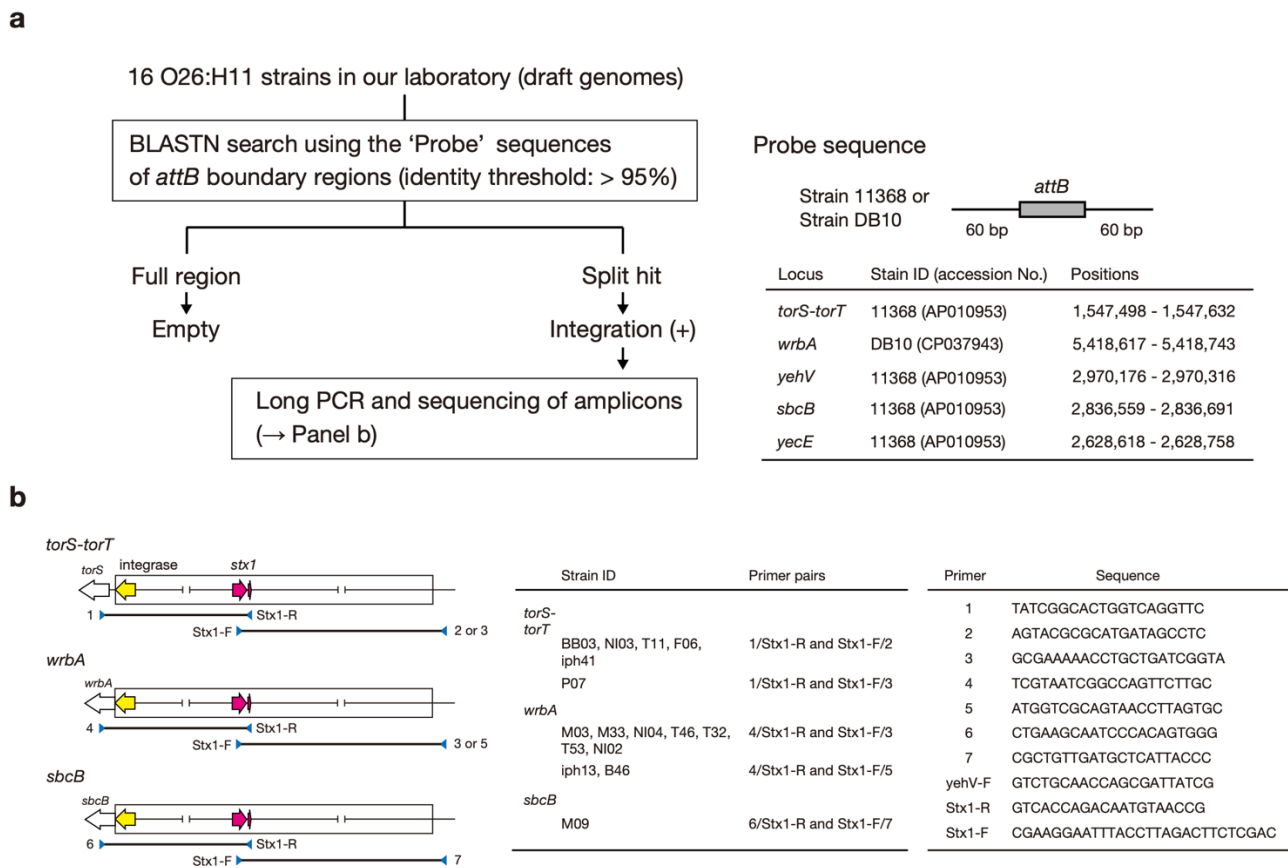 a
16 O26:H11 strains in our laboratory (draft genomes)
BLASTN search using the ‘Probe’ sequences
of attB boundary regions (identity threshold: > 95%)
Full region
Split hit
Empty
Integration (+)
Long PCR and sequencing of amplicons
(→ Panel b)
Probe sequence
Strain 11368 or
Strain DB10
attB
60 bp
60 bp
Locus Stain ID (accession No.) Positions
torS-torT 11368 (AP010953) 1,547,498 - 1,547,632
wrbA DB10 (CP037943) 5,418,617 - 5,418,743
yehV 11368 (AP010953) 2,970,176 - 2,970,316
sbcB 11368 (AP010953) 2,836,559 - 2,836,691
yecE 11368 (AP010953) 2,628,618 - 2,628,758
b
torS-torT
torS integrase stx1
1 Stx1-R
Stx1-F 2 or 3
wrbA
wrbA
4 Stx1-R
Stx1-F 3 or 5
sbcB
sbcB
6 Stx1-R
Stx1-F 7
Strain ID Primer pairs
torS-
torT
BB03, NI03, T11, F06, 1/Stx1-R and Stx1-F/2
iph41
P07 1/Stx1-R and Stx1-F/3
wrbA
M03, M33, NI04, T46, T32, 4/Stx1-R and Stx1-F/3
T53, NI02
iph13, B46 4/Stx1-R and Stx1-F/5
sbcB
M09 6/Stx1-R and Stx1-F/7
Primer Sequence
1 TATCGGCACTGGTCAGGTTC
2 AGTACGCGCATGATAGCCTC
3 GCGAAAAACCTGCTGATCGGTA
4 TCGTAATCGGCCAGTTCTTGC
5 ATGGTCGCAGTAACCTTAGTGC
6 CTGAAGCAATCCCACAGTGGG
7 CGCTGTTGATGCTCATTACCC
yehV-F GTCTGCAACCAGCGATTATCG
Stx1-R GTCACCAGACAATGTAACCG
Stx1-F CGAAGGAATTTACCTTAGACTTCTCGAC